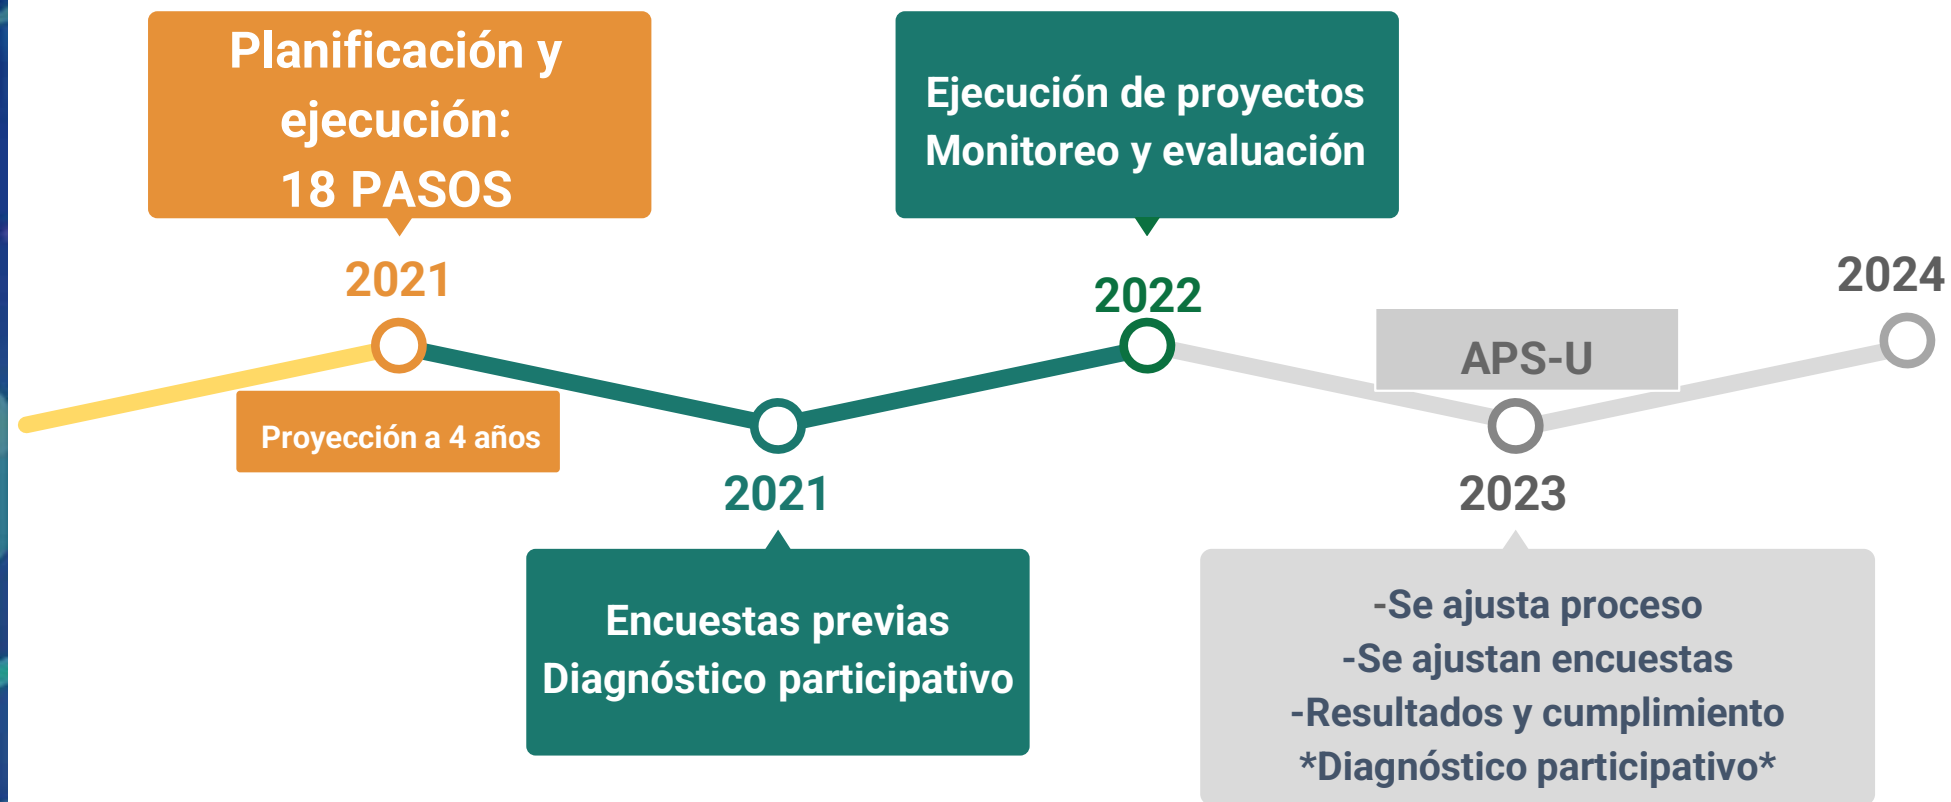 Planificación y
ejecución:
18 PASOS
2021
Proyección a 4 años
2021
Encuestas previas
Diagnóstico participativo
Ejecución de proyectos
Monitoreo y evaluación
2022
APS-U
2023
-Se ajusta proceso
-Se ajustan encuestas
-Resultados y cumplimiento
*Diagnóstico participativo*
2024